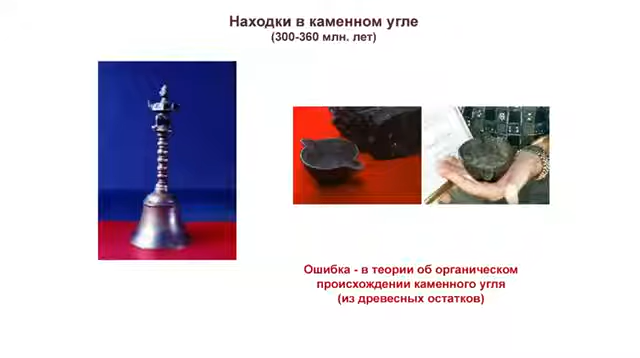 Находки в каменном угле
(300-360 млн. лет)
Ошибка - в теории об органическом
происхождении каменного угля
(из древесных остатков)